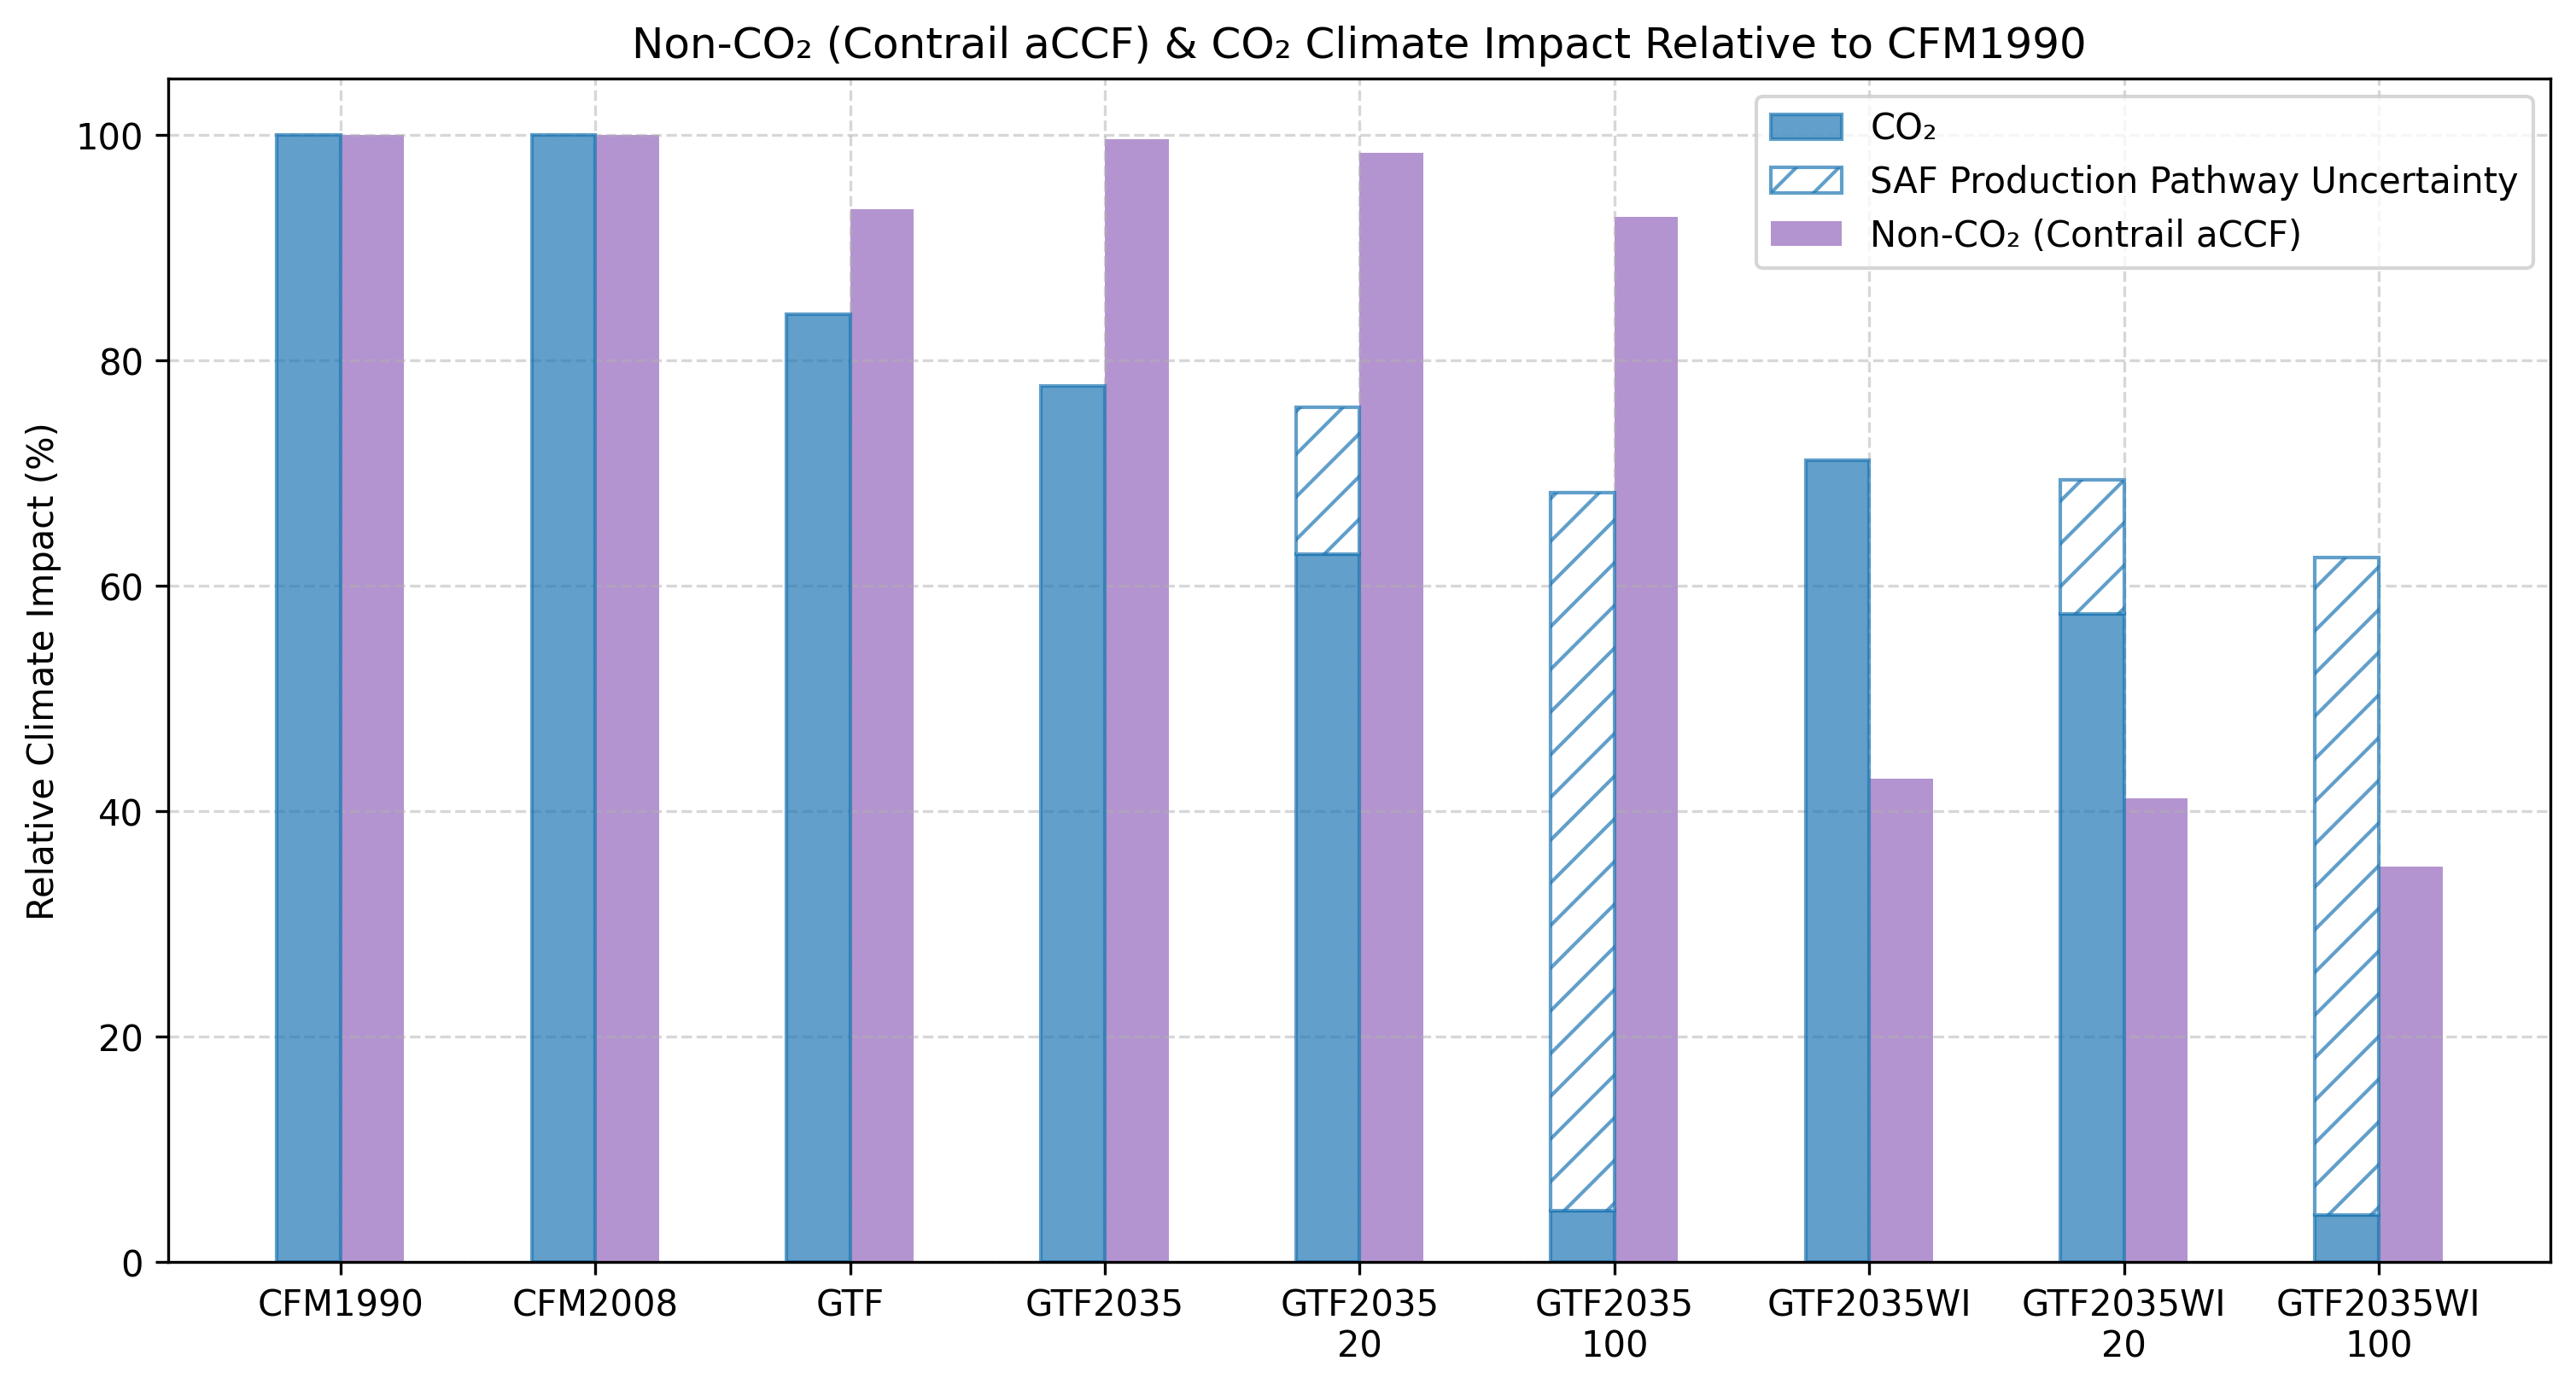 Non-CO₂ (Contrail aCCF) & CO₂ Climate Impact Relative to CFM1990
CO₂
SAF Production Pathway Uncertainty
Non-CO₂ (Contrail aCCF)
Relative Climate Impact (%)
100
80
60
40
20
0
CFM1990 CFM2008 GTF GTF2035 GTF2035 GTF2035 GTF2035WI GTF2035WI GTF2035WI
20 100 20 100